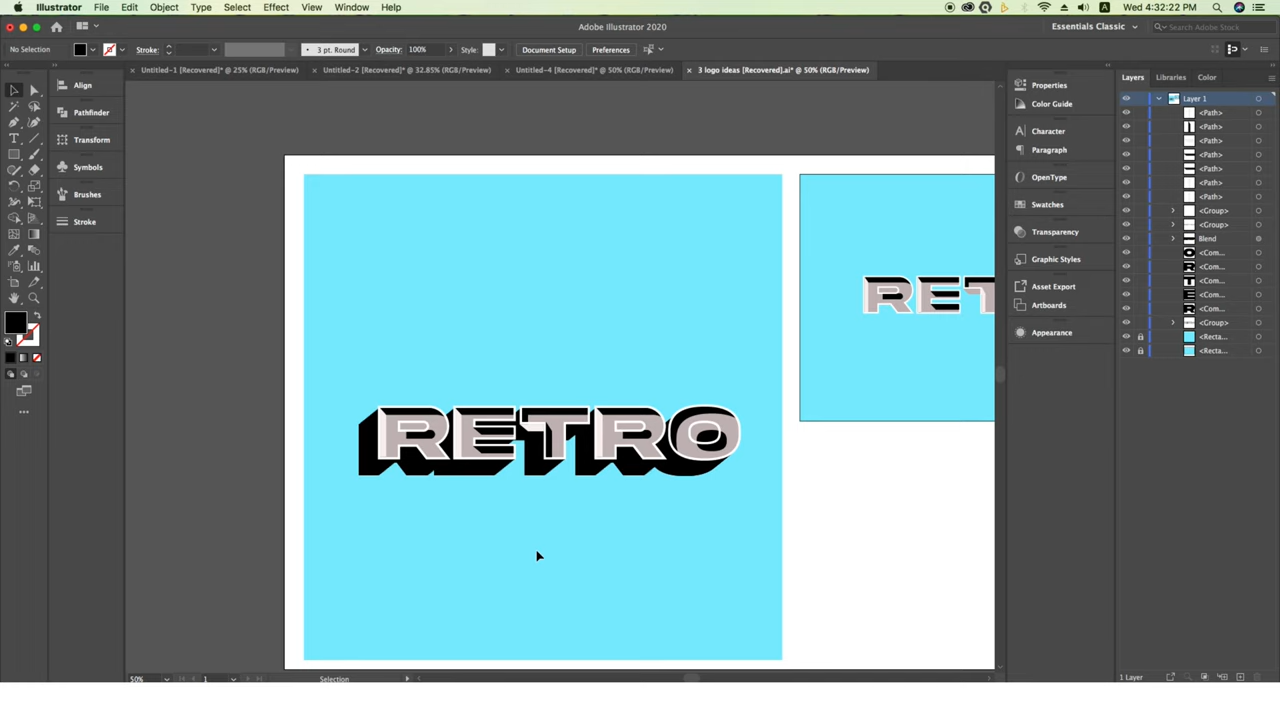 Illustrator File Edit Object Type Select Effect View Window Help
Wed 4:32:22 PM
Adobe Illustrator 2020
Essentials Classic
Search Adobe Stock
No Selection
Stroke:
3 pt. Round
Opacity: 100%
Style:
Document Setup
Preferences
Untitled-1 [Recovered]* @ 25% (RGB/Preview)
Untitled-2 [Recovered]* @ 32.85% (RGB/Preview)
Untitled-4 [Recovered]* @ 50% (RGB/Preview)
3 logo ideas [Recovered].ai* @ 50% (RGB/Preview)
Align
Pathfinder
Transform
Symbols
Brushes
Stroke
RETRO
RET
Properties
Color Guide
Character
Paragraph
OpenType
Swatches
Transparency
Graphic Styles
Asset Export
Artboards
Appearance
Layers Libraries Color
Layer 1
<Path>
<Path>
<Path>
<Path>
<Path>
<Path>
<Path>
<Group>
<Group>
Blend
<Com...
<Com...
<Com...
<Com...
<Com...
<Group>
<Recta...
<Recta...
50%
1
Selection
1 Layer